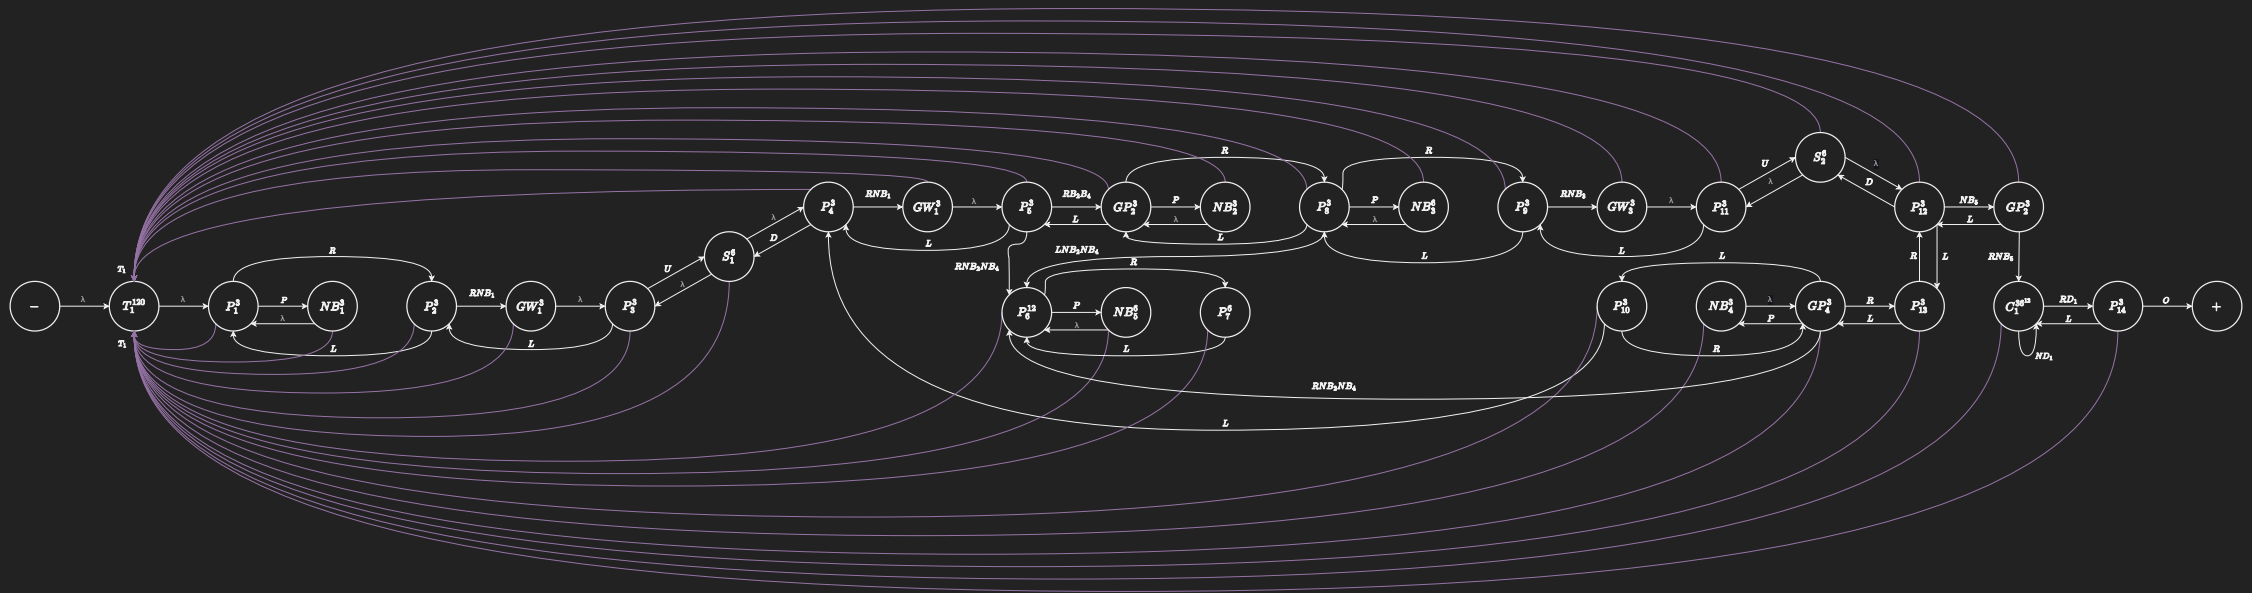 R R
S₂⁶
U λ
λ D
P₄³ RNB₁ GW₁³ λ P₅³ RB₂B₄ GP₂³ P NB₂³ P₈³ P NB₃⁶ P₉³ RNB₃ GW₃³ λ P₁₁³ P₁₂³ NB₅ GP₂³
λ D L L λ L λ L L L
LNB₂NB₄
S₁⁶
R U λ RNB₂NB₄ R L R L RNB₅
T₁
− λ T₁¹²⁰ λ P₁³ P NB₁³ P₂³ RNB₁ GW₁³ λ P₃³ P₆¹² P NB₅⁶ P₇⁶ P₁₀³ NB₄³ λ GP₄³ R P₁₃³ C₁³⁶¹² RD₁ P₁₄³ O +
λ λ P L L
T₁
L L L R ND₁
RNB₂NB₄
L